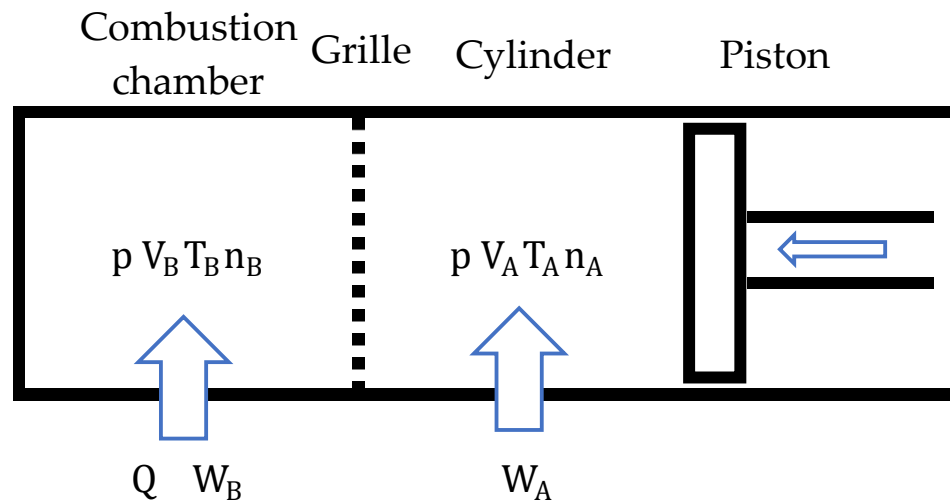 Combustion
chamber
Grille
Cylinder
Piston
p V_B T_B n_B
p V_A T_A n_A
Q W_B
W_A